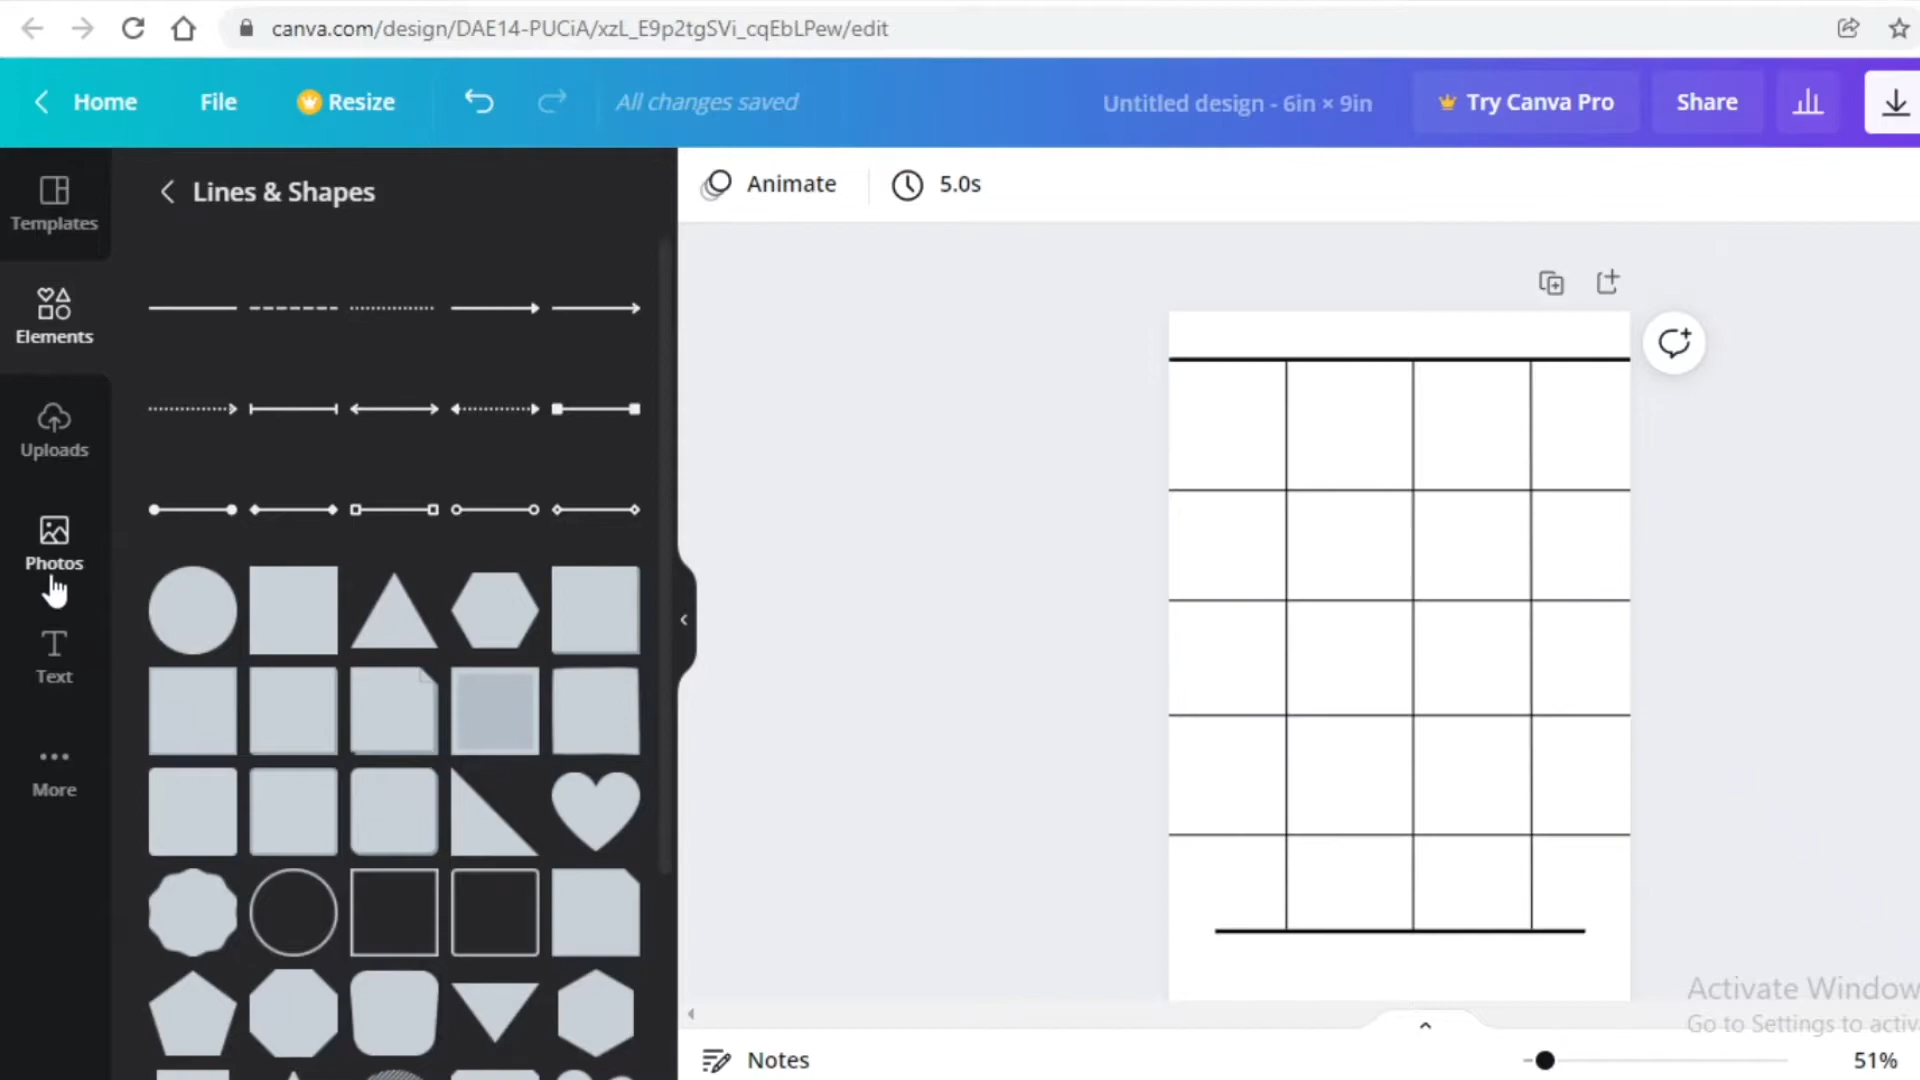 canva.com/design/DAE14-PUCiA/xzL_E9p2tgSVi_cqEbLPew/edit
Home File Resize All changes saved Untitled design - 6in × 9in Try Canva Pro Share
Templates
Elements
Uploads
Photos
Text
More
Lines & Shapes
Animate 5.0s
Activate Window
Go to Settings to activ
Notes 51%